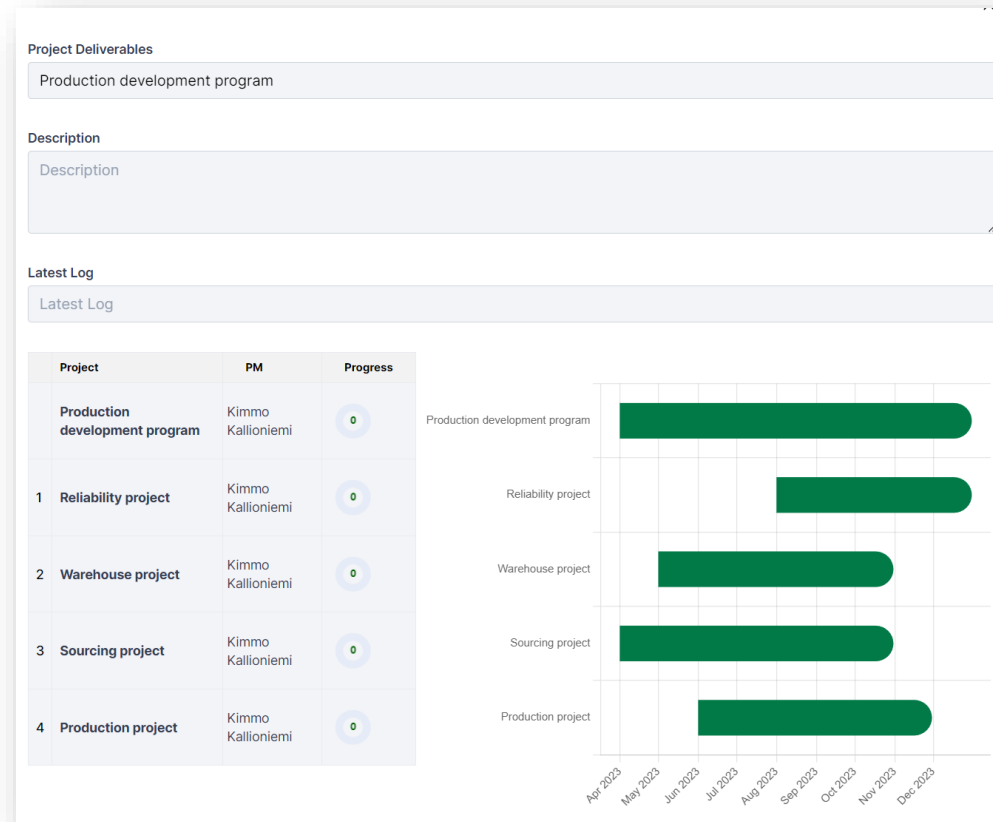 Project Deliverables
Production development program
Description
Description
Latest Log
Latest Log
Project PM Progress
Production
development program
Kimmo
Kallioniemi
0
1 Reliability project
Kimmo
Kallioniemi
0
2 Warehouse project
Kimmo
Kallioniemi
0
3 Sourcing project
Kimmo
Kallioniemi
0
4 Production project
Kimmo
Kallioniemi
0
Production development program
Reliability project
Warehouse project
Sourcing project
Production project
Apr 2023
May 2023
Jun 2023
Jul 2023
Aug 2023
Sep 2023
Oct 2023
Nov 2023
Dec 2023